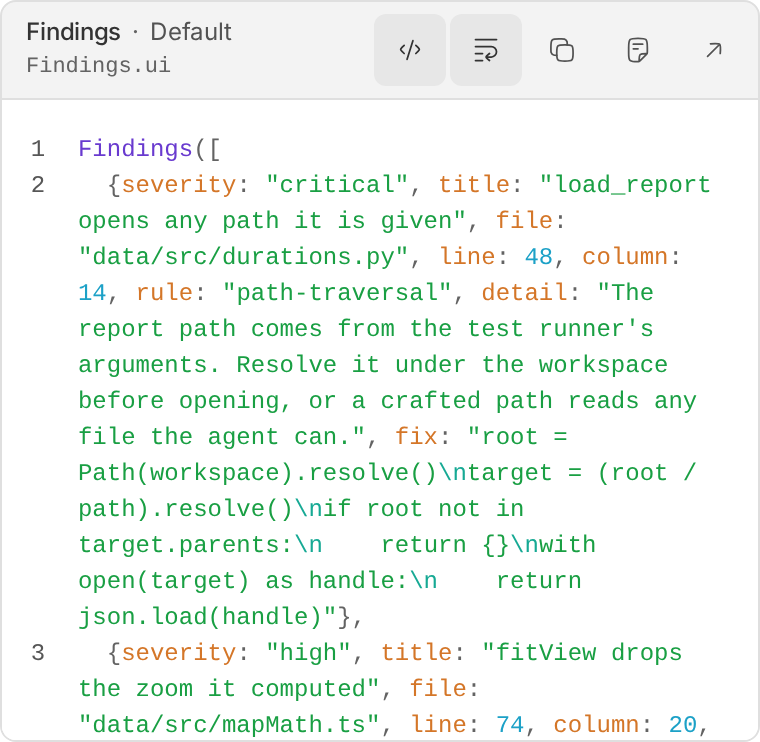 Findings · Default
Findings.ui
1 Findings([
2   {severity: "critical", title: "load_report
opens any path it is given", file:
"data/src/durations.py", line: 48, column:
14, rule: "path-traversal", detail: "The
report path comes from the test runner's
arguments. Resolve it under the workspace
before opening, or a crafted path reads any
file the agent can.", fix: "root =
Path(workspace).resolve()\ntarget = (root /
path).resolve()\nif root not in
target.parents:\n    return {}\nwith
open(target) as handle:\n    return
json.load(handle)"},
3   {severity: "high", title: "fitView drops
the zoom it computed", file:
"data/src/mapMath.ts", line: 74, column: 20,